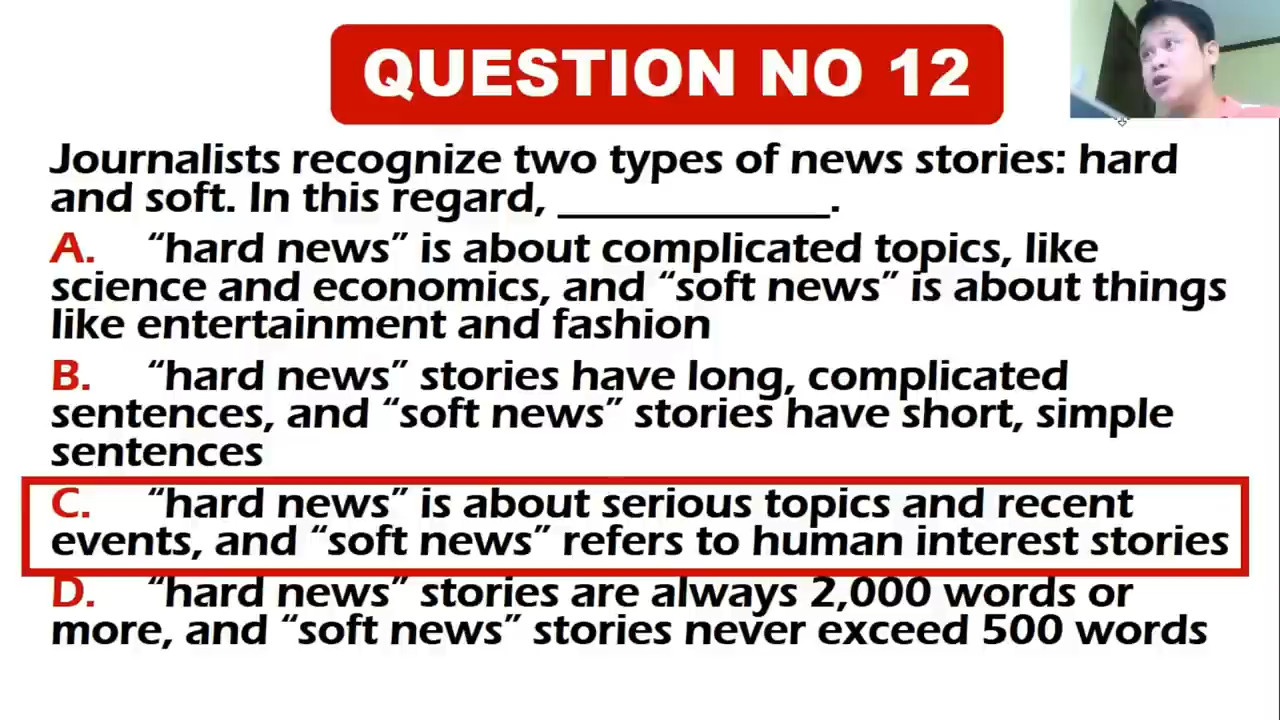 QUESTION NO 12
Journalists recognize two types of news stories: hard
and soft. In this regard, _____________.
A. “hard news” is about complicated topics, like
science and economics, and “soft news” is about things
like entertainment and fashion
B. “hard news” stories have long, complicated
sentences, and “soft news” stories have short, simple
sentences
C. “hard news” is about serious topics and recent
events, and “soft news” refers to human interest stories
D. “hard news” stories are always 2,000 words or
more, and “soft news” stories never exceed 500 words